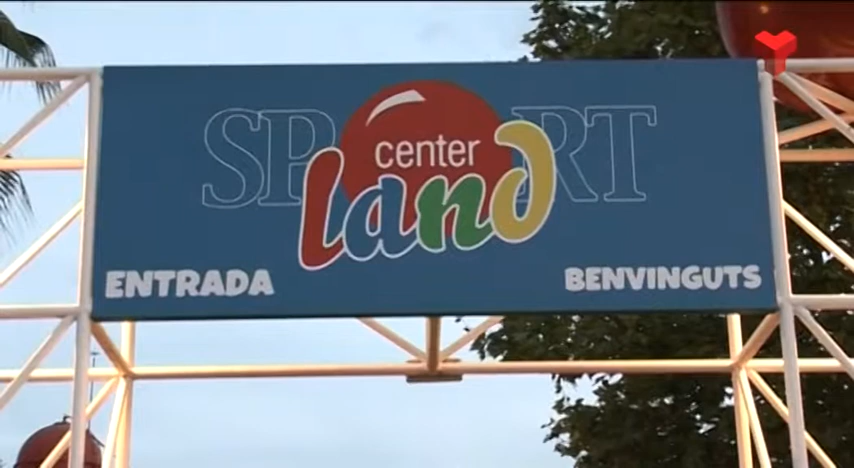 SPORT
center
land
ENTRADA
BENVINGUTS